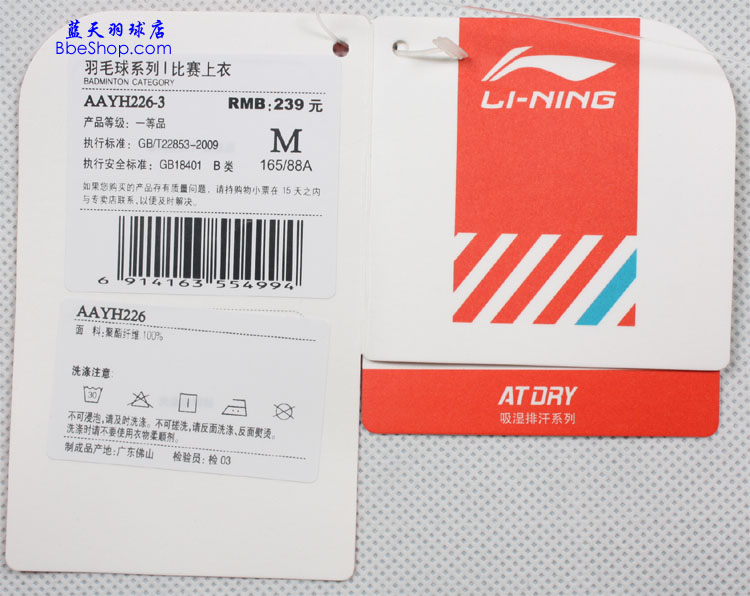 蓝天羽球店
BbeShop.com
羽毛球系列 | 比赛上衣
BADMINTON CATEGORY
AAYH226-3 RMB: 239 元
产品等级: 一等品
执行标准: GB/T22853-2009
M
执行安全标准: GB18401 B 类
165/88A
如果您购买的产品存有质量问题, 请持购物小票在 15 天之内
与专卖店联系, 以便及时解决。
6 914163 554994
AAYH226
面 料:聚酯纤维 100%
洗涤注意:
30
不可浸泡,请及时洗涤。不可搓洗,请反面洗涤、反面熨烫。
洗涤时请不要使用衣物柔顺剂。
制成品产地:广东佛山 检验员: 检 03
LI-NING
AT DRY
吸湿排汗系列